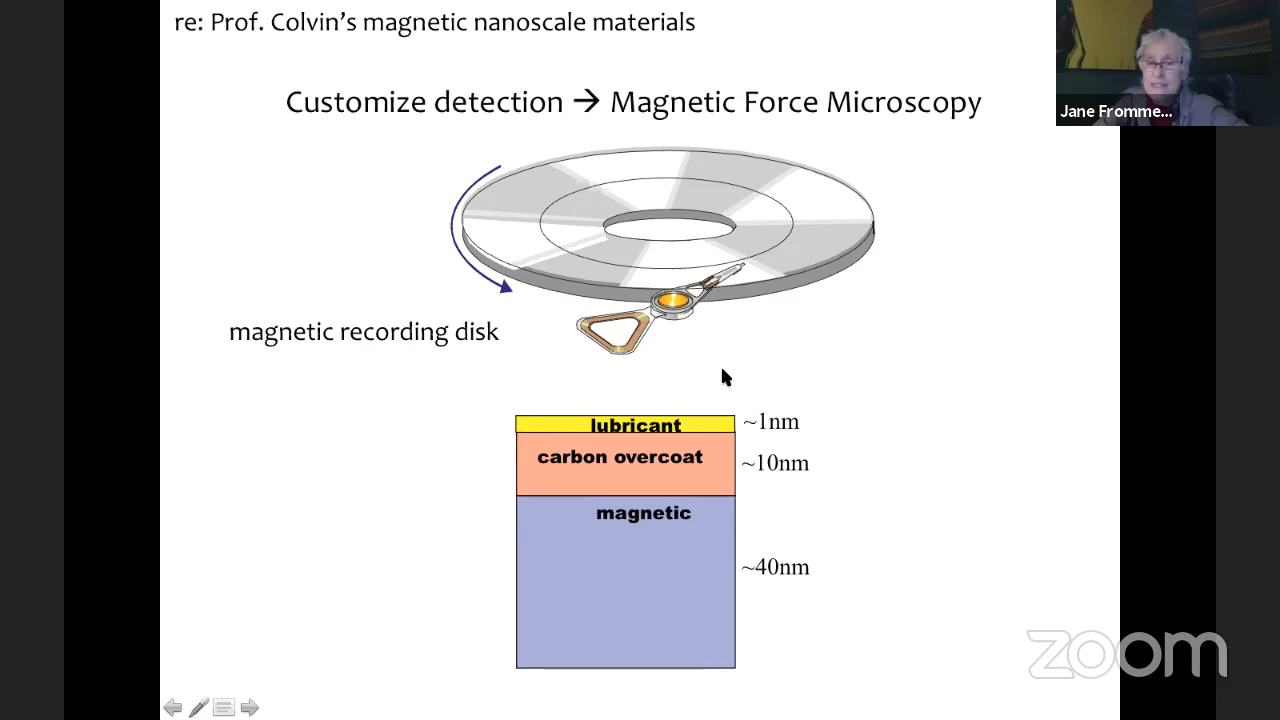 re: Prof. Colvin's magnetic nanoscale materials
Jane Fromme...
Customize detection → Magnetic Force Microscopy
magnetic recording disk
lubricant ~1nm
carbon overcoat ~10nm
magnetic
~40nm
zoom